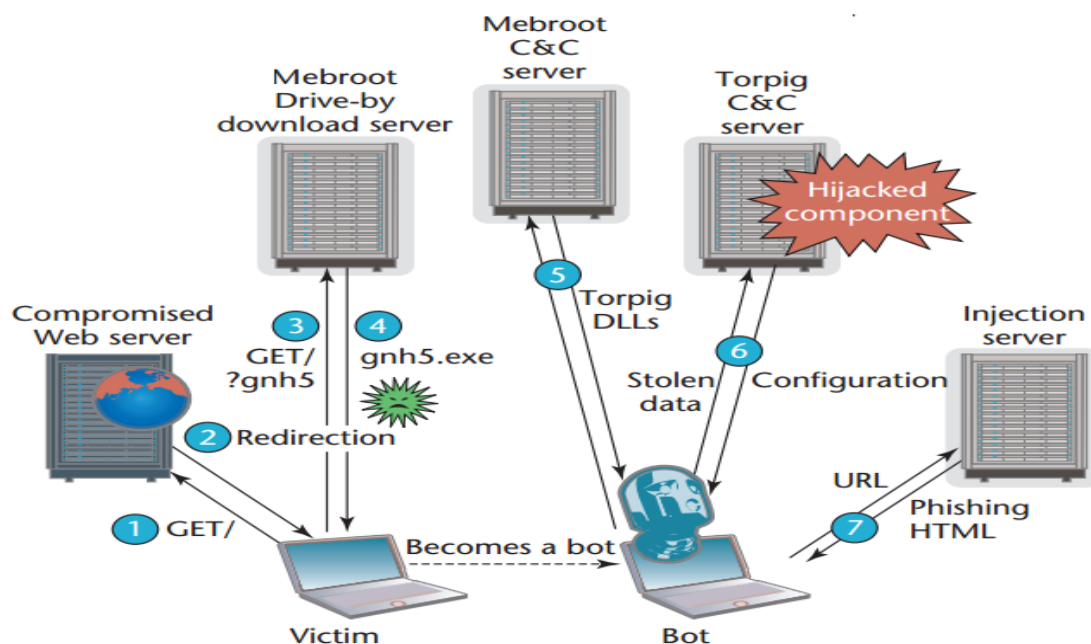 Mebroot
C&C
server
Mebroot
Drive-by
download server
Torpig
C&C
server
Hijacked
component
Compromised
Web server
3
GET/
?gnh5
4
gnh5.exe
5
Torpig
DLLs
6
Stolen
data
Configuration
Injection
server
2 Redirection
1 GET/
URL
7
Phishing
HTML
Becomes a bot
Victim
Bot